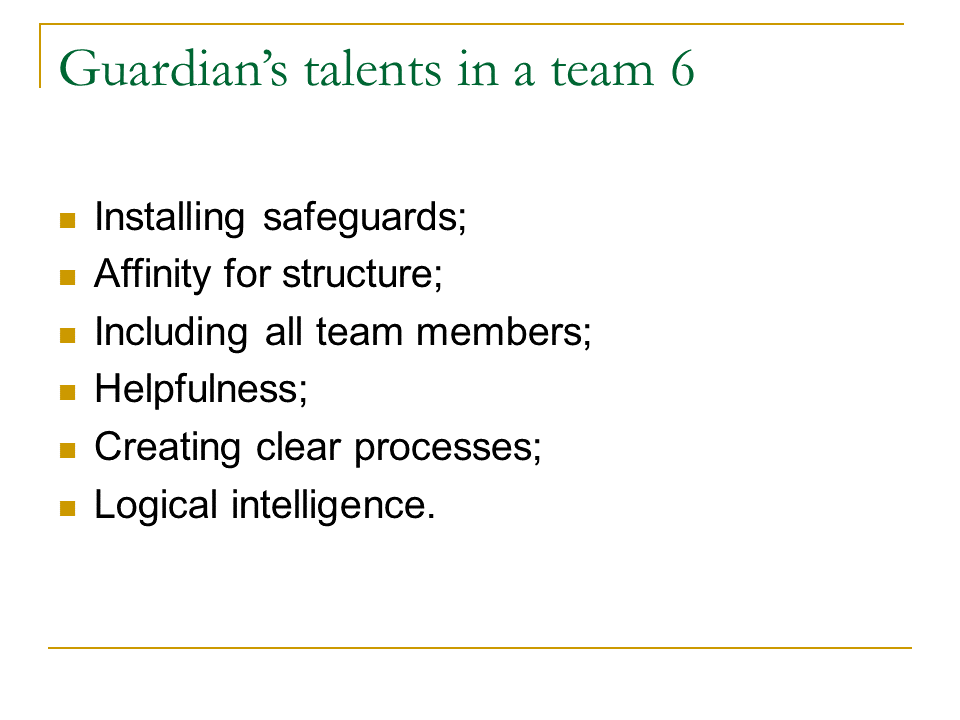 Guardian’s talents in a team 6
Installing safeguards;
Affinity for structure;
Including all team members;
Helpfulness;
Creating clear processes;
Logical intelligence.